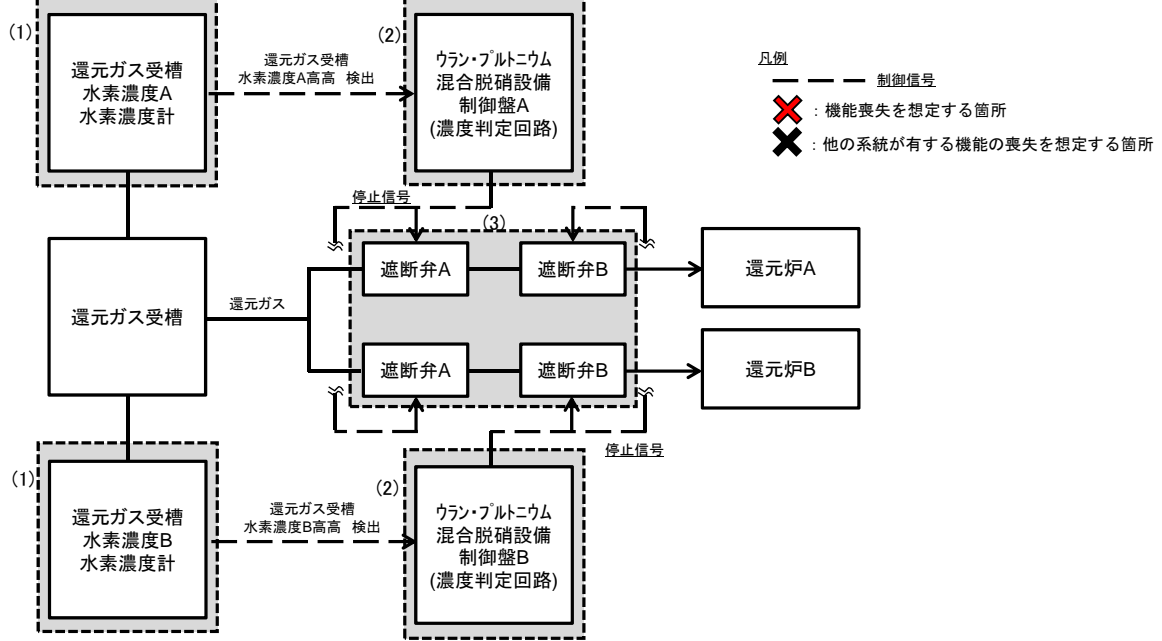 (1)
還元ガス受槽
水素濃度A
水素濃度計
還元ガス受槽
水素濃度A高高 検出
(2)
ウラン・プルトニウム
混合脱硝設備
制御盤A
(濃度判定回路)
凡例
制御信号
：機能喪失を想定する箇所
：他の系統が有する機能の喪失を想定する箇所
停止信号
(3)
遮断弁A
遮断弁B
還元炉A
還元ガス受槽
還元ガス
遮断弁A
遮断弁B
還元炉B
停止信号
(1)
還元ガス受槽
水素濃度B
水素濃度計
還元ガス受槽
水素濃度B高高 検出
(2)
ウラン・プルトニウム
混合脱硝設備
制御盤B
(濃度判定回路)